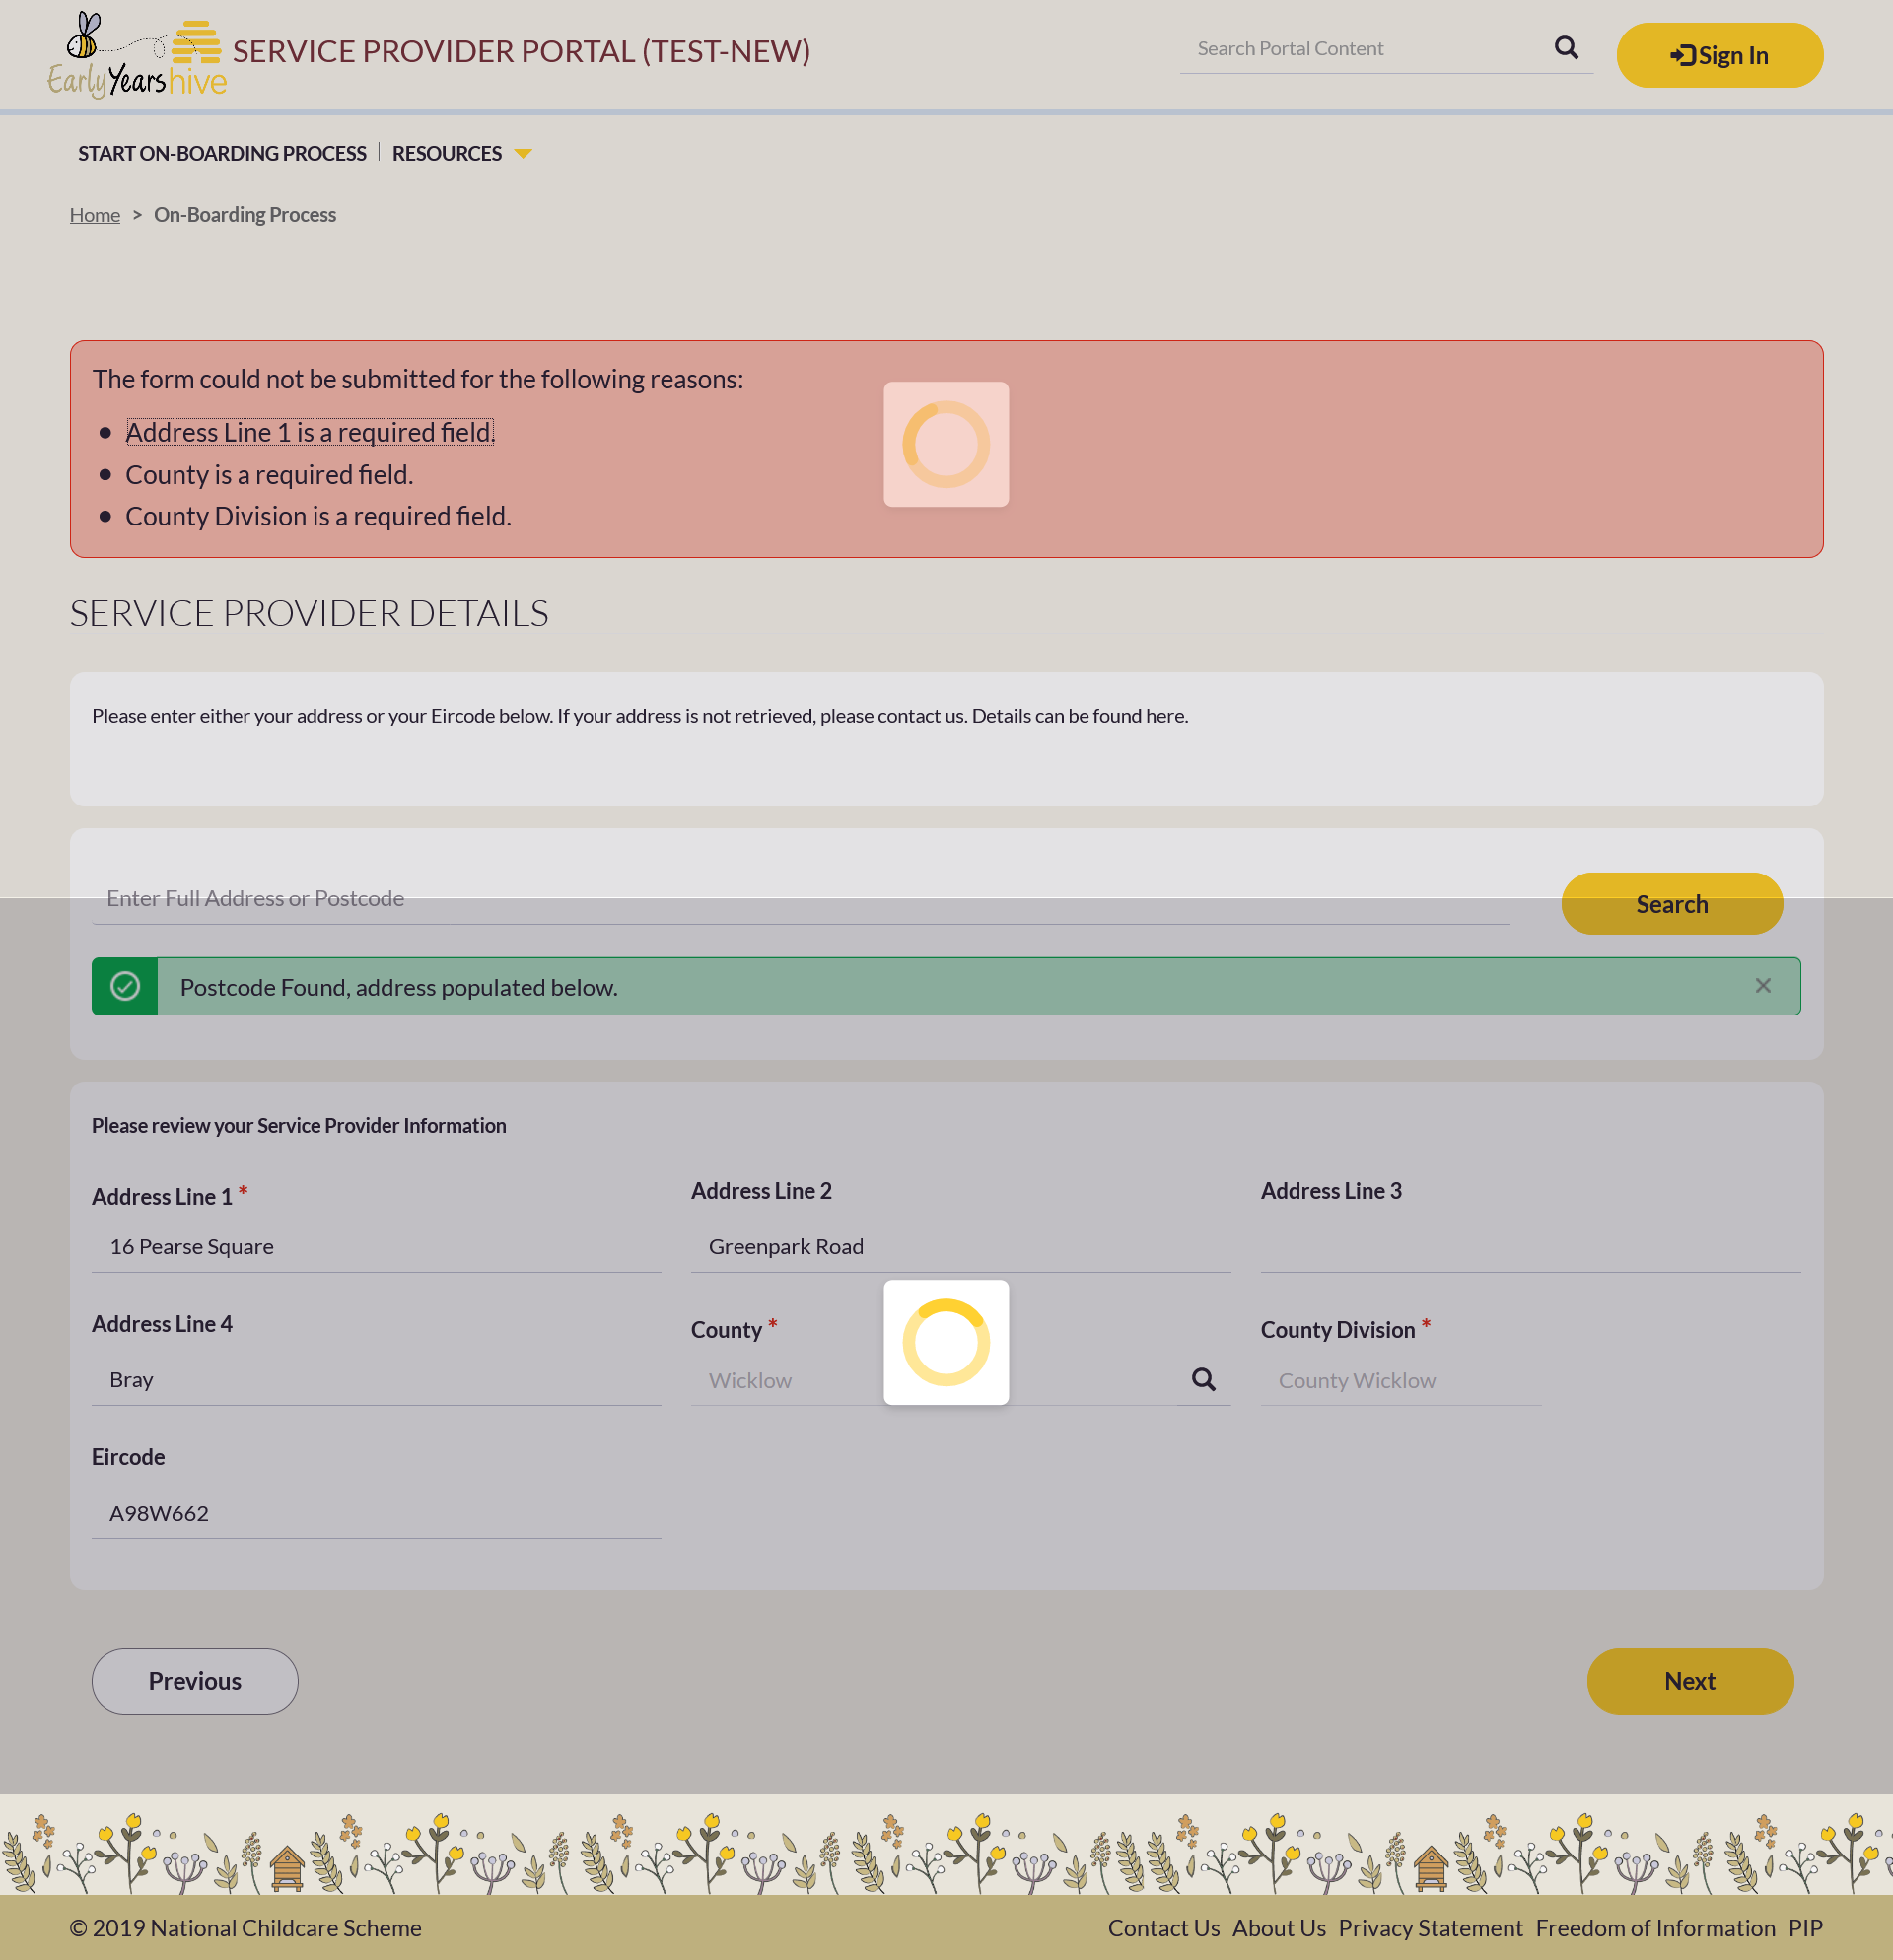 Early Years hive SERVICE PROVIDER PORTAL (TEST-NEW)
Search Portal Content
Sign In
START ON-BOARDING PROCESS
RESOURCES
Home > On-Boarding Process
The form could not be submitted for the following reasons:
Address Line 1 is a required field.
County is a required field.
County Division is a required field.
SERVICE PROVIDER DETAILS
Please enter either your address or your Eircode below. If your address is not retrieved, please contact us. Details can be found here.
Enter Full Address or Postcode
Search
Postcode Found, address populated below.
Please review your Service Provider Information
Address Line 1 *
Address Line 2
Address Line 3
16 Pearse Square
Greenpark Road
Address Line 4
County *
County Division *
Bray
Wicklow
County Wicklow
Eircode
A98W662
Previous
Next
© 2019 National Childcare Scheme
Contact Us About Us Privacy Statement Freedom of Information PIP